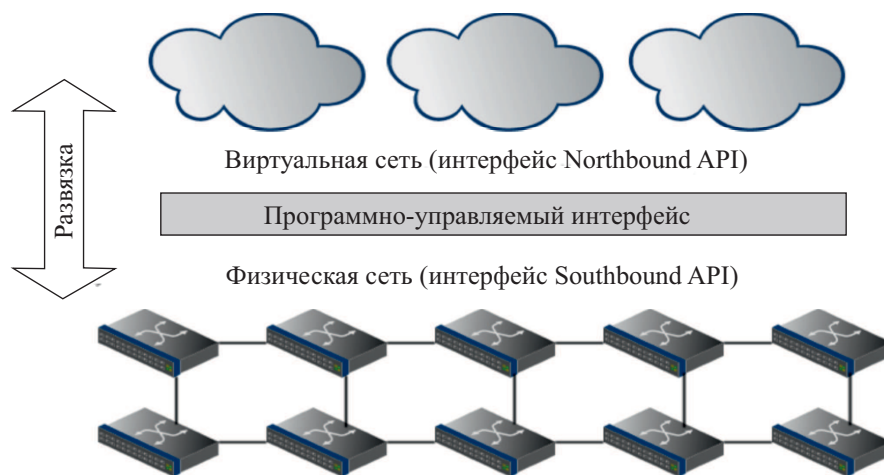 Развязка
Виртуальная сеть (интерфейс Northbound API)
Программно-управляемый интерфейс
Физическая сеть (интерфейс Southbound API)